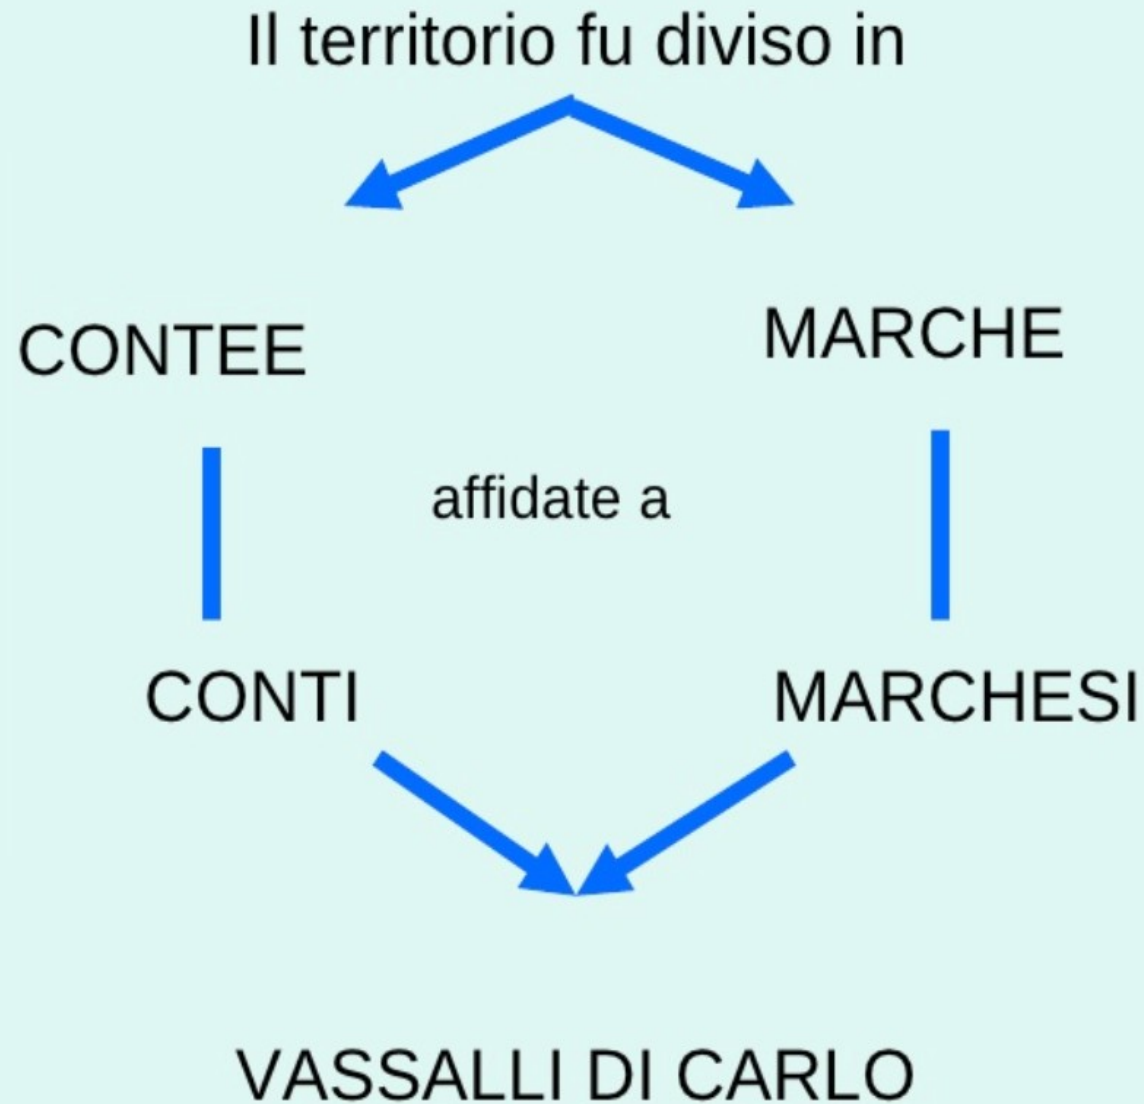 Il territorio fu diviso in
CONTEE
MARCHE
affidate a
CONTI
MARCHESI
VASSALLI DI CARLO